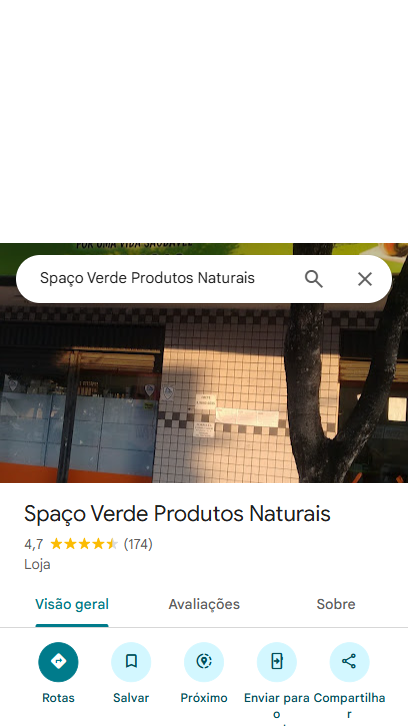 POR UMA VIDA SAUDÁVEL
Spaço Verde Produtos Naturais
Spaço Verde Produtos Naturais
4,7 (174)
Loja
Visão geral Avaliações Sobre
Rotas Salvar Próximo Enviar para o Compartilhar